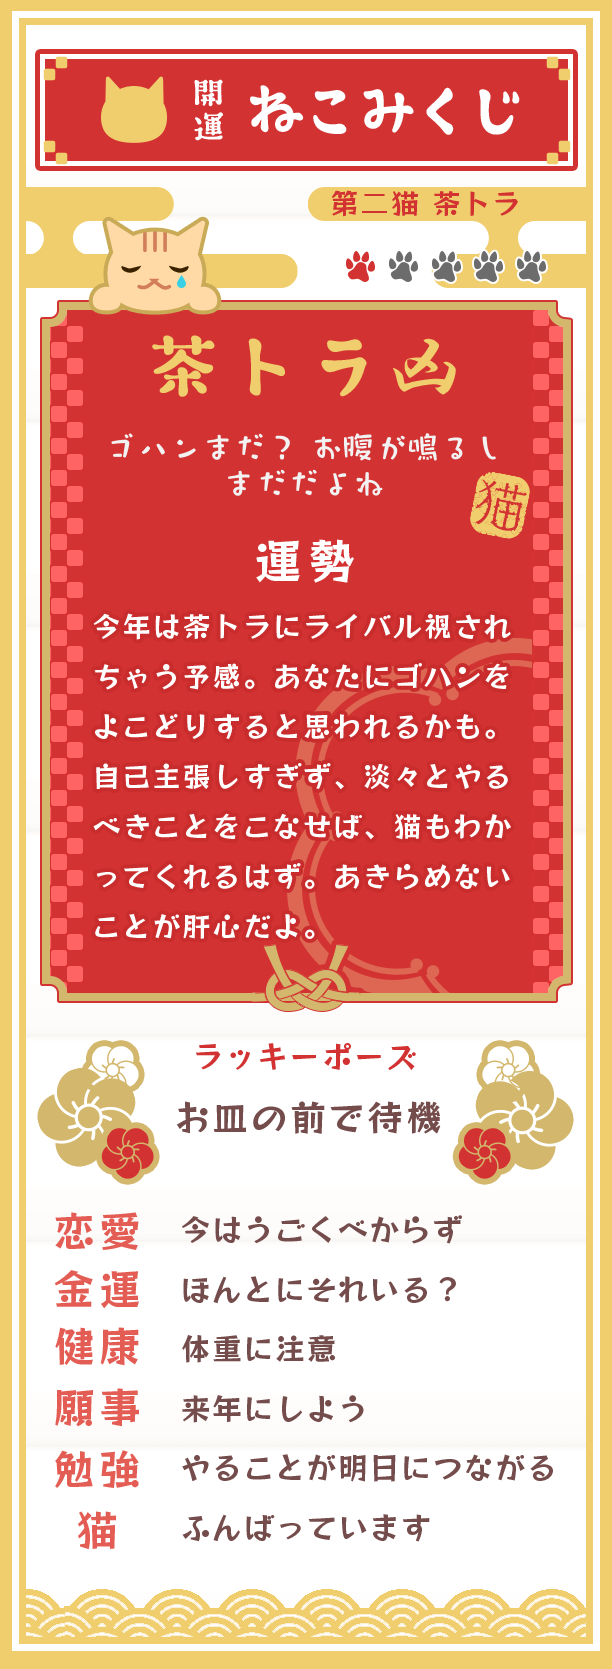 開運 ねこみくじ
第二猫 茶トラ
茶トラ凶
ゴハンまだ？ お腹が鳴るし
まだだよね
猫
運勢
今年は茶トラにライバル視され
ちゃう予感。あなたにゴハンを
よこどりすると思われるかも。
自己主張しすぎず、淡々とやる
べきことをこなせば、猫もわか
ってくれるはず。あきらめない
ことが肝心だよ。
ラッキーポーズ
お皿の前で待機
恋愛 今はうごくべからず
金運 ほんとにそれいる？
健康 体重に注意
願事 来年にしよう
勉強 やることが明日につながる
猫 ふんばっています